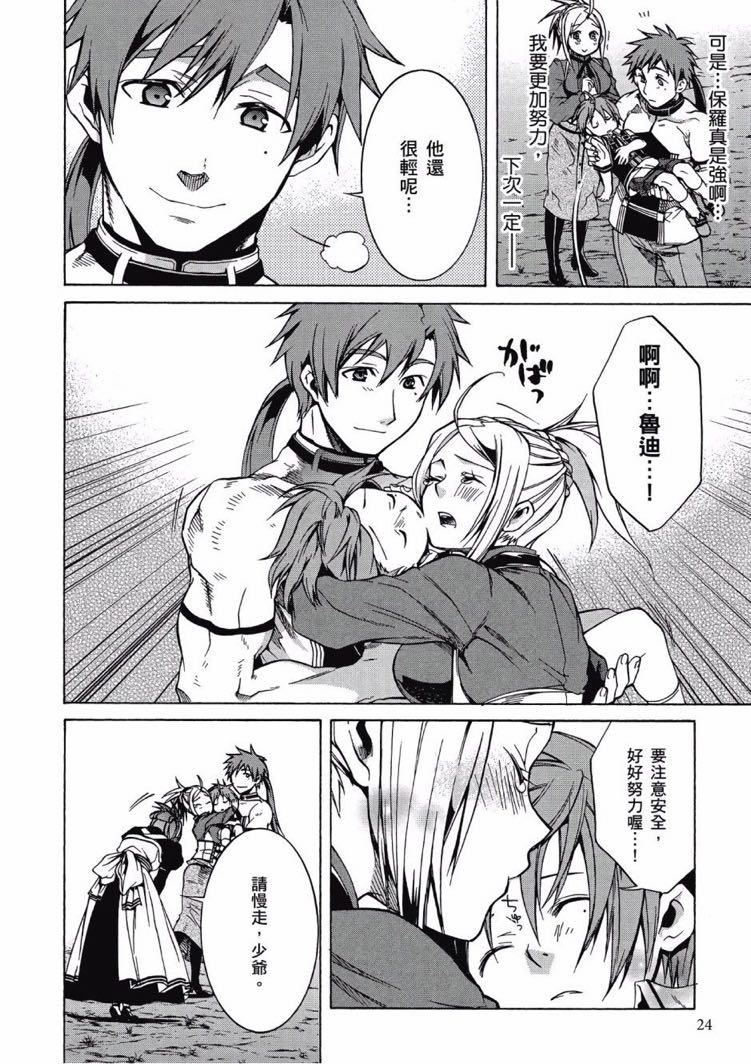 可是…保羅真是強啊…
我要更加努力，
下次一定——
他還
很輕呢…
啊啊…魯迪…！
がばっ
要注意安全，
好好努力喔…！
ちゅっ
請慢走，少爺。
24